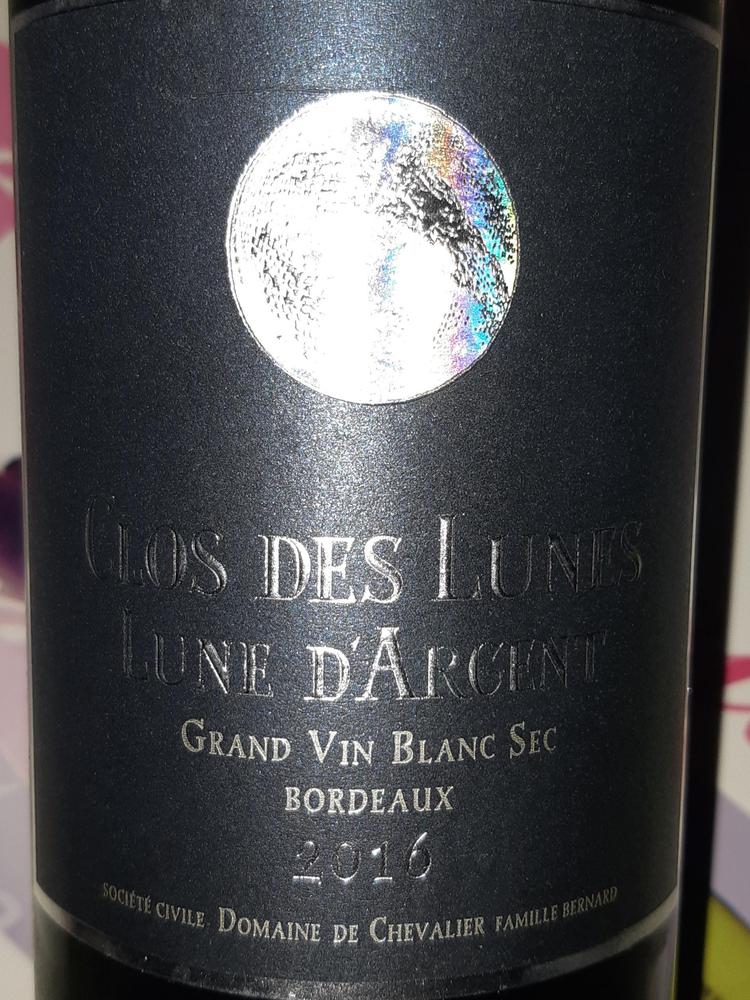 Clos des Lunes
Lune d'Argent
Grand Vin Blanc Sec
BORDEAUX
2016
SOCIÉTÉ CIVILE DOMAINE DE CHEVALIER FAMILLE BERNARD